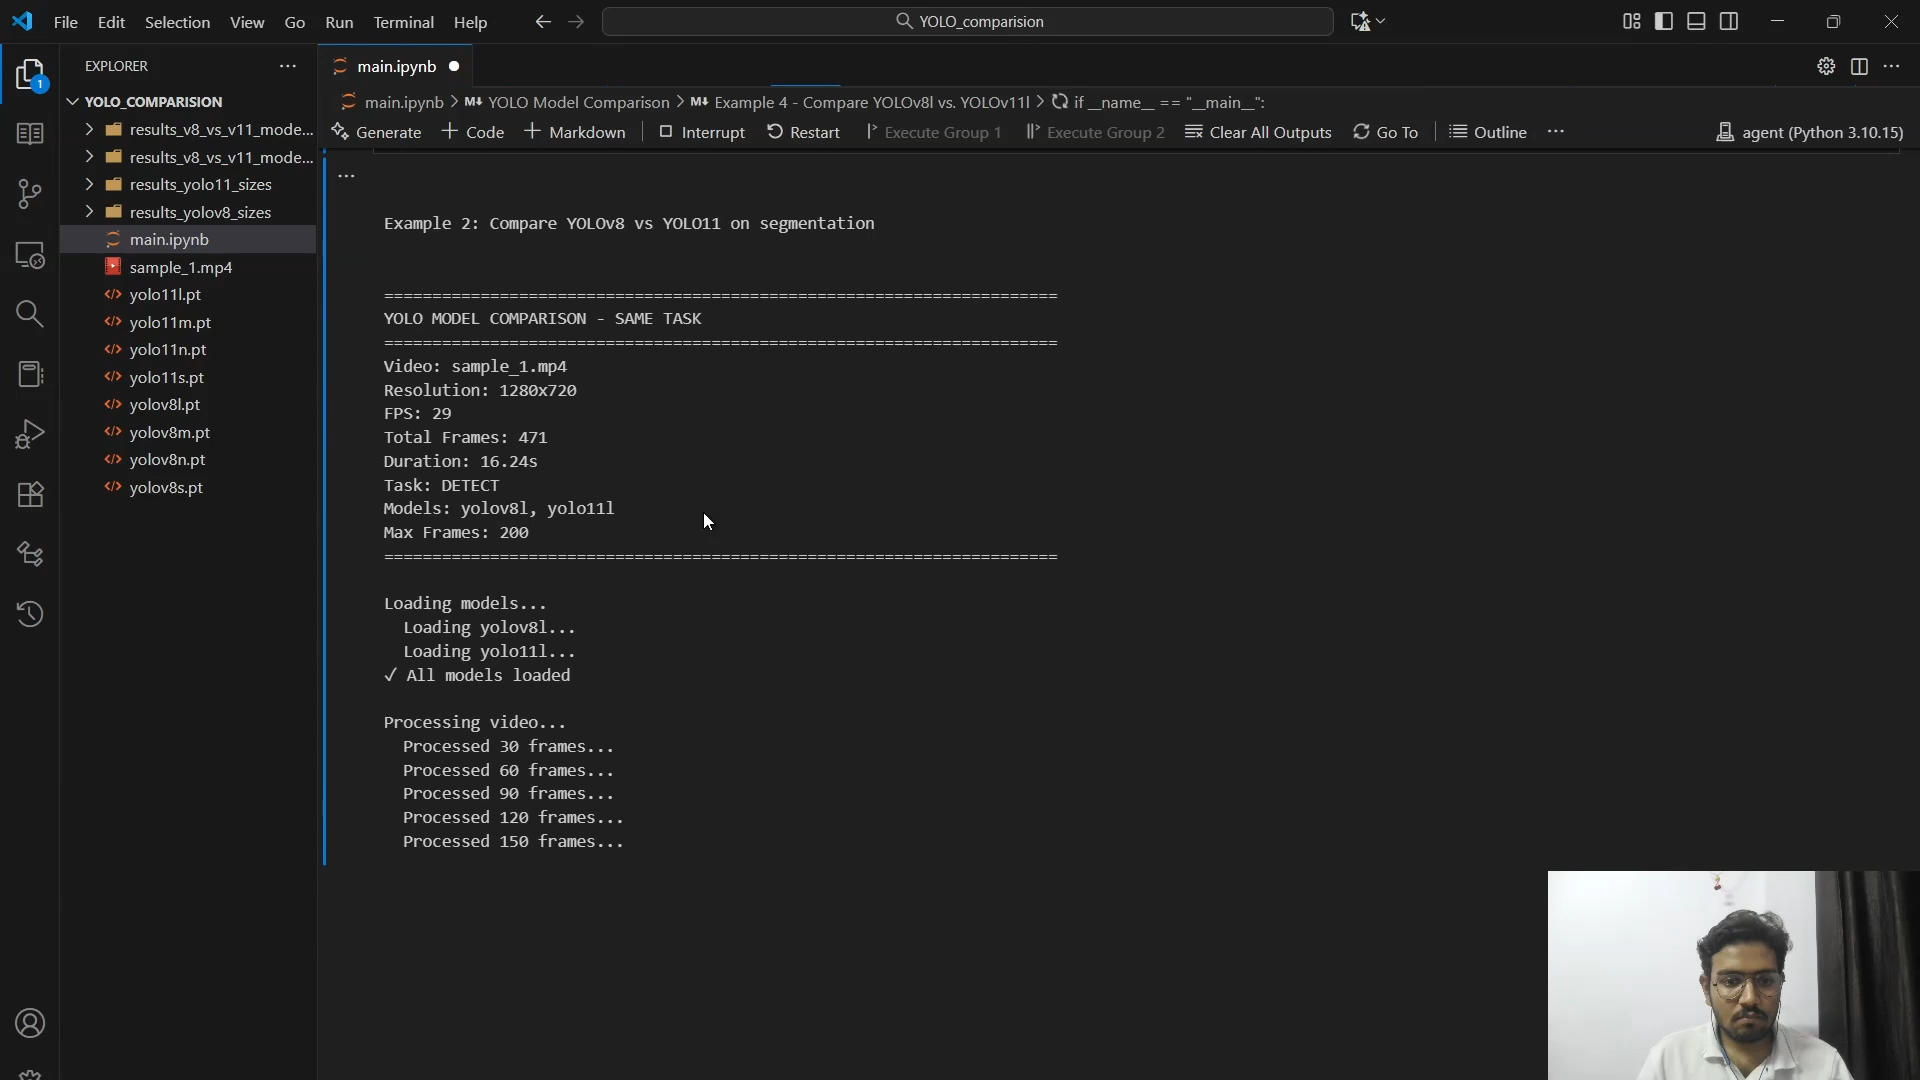 File Edit Selection View Go Run Terminal Help
YOLO_comparision
EXPLORER
main.ipynb
YOLO_COMPARISION
results_v8_vs_v11_mode...
results_v8_vs_v11_mode...
results_yolo11_sizes
results_yolov8_sizes
main.ipynb
sample_1.mp4
yolo11l.pt
yolo11m.pt
yolo11n.pt
yolo11s.pt
yolov8l.pt
yolov8m.pt
yolov8n.pt
yolov8s.pt
1
main.ipynb > M↓ YOLO Model Comparison > M↓ Example 4 - Compare YOLOv8l vs. YOLOv11l > if __name__ == "__main__":
Generate + Code + Markdown Interrupt Restart Execute Group 1 Execute Group 2 Clear All Outputs Go To Outline ... agent (Python 3.10.15)
...
Example 2: Compare YOLOv8 vs YOLO11 on segmentation
======================================================================
YOLO MODEL COMPARISON - SAME TASK
======================================================================
Video: sample_1.mp4
Resolution: 1280x720
FPS: 29
Total Frames: 471
Duration: 16.24s
Task: DETECT
Models: yolov8l, yolo11l
Max Frames: 200
======================================================================
Loading models...
Loading yolov8l...
Loading yolo11l...
✓ All models loaded
Processing video...
Processed 30 frames...
Processed 60 frames...
Processed 90 frames...
Processed 120 frames...
Processed 150 frames...